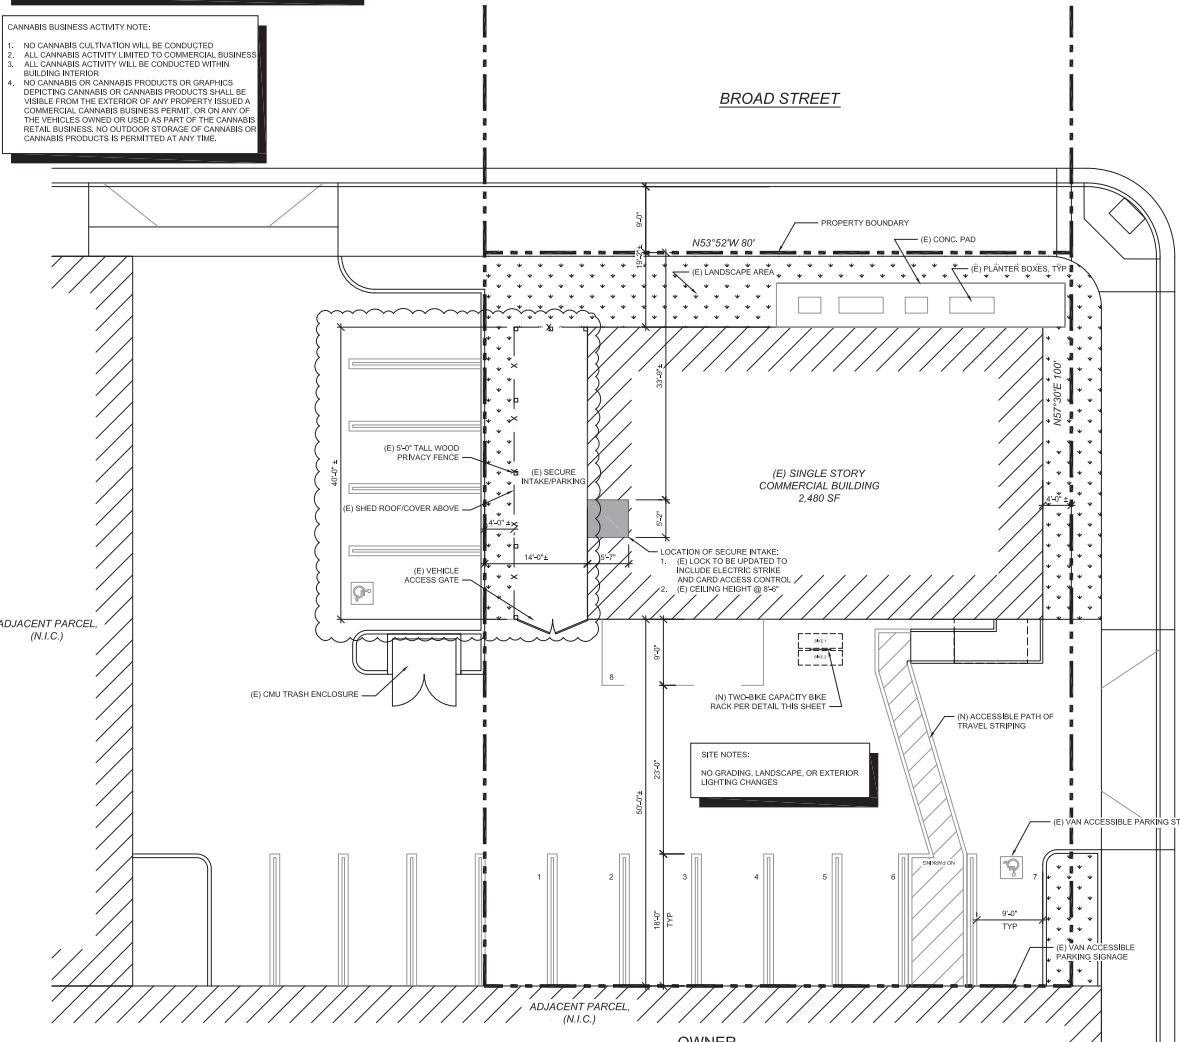 CANNABIS BUSINESS ACTIVITY NOTE:
1. NO CANNABIS CULTIVATION WILL BE CONDUCTED
2. ALL CANNABIS ACTIVITY LIMITED TO COMMERCIAL BUSINESS
3. ALL CANNABIS ACTIVITY WILL BE CONDUCTED WITHIN
BUILDING INTERIOR
4. NO CANNABIS OR CANNABIS PRODUCTS OR GRAPHICS
DEPICTING CANNABIS OR CANNABIS PRODUCTS SHALL BE
VISIBLE FROM THE EXTERIOR OF ANY PROPERTY ISSUED A
COMMERCIAL CANNABIS BUSINESS PERMIT, OR ON ANY OF
THE VEHICLES OWNED OR USED AS PART OF THE CANNABIS
RETAIL BUSINESS. NO OUTDOOR STORAGE OF CANNABIS OR
CANNABIS PRODUCTS IS PERMITTED AT ANY TIME.
BROAD STREET
9'-0"
PROPERTY BOUNDARY
N53°52'W 80'
(E) CONC. PAD
19'-2"±
(E) LANDSCAPE AREA
(E) PLANTER BOXES, TYP
X
33'-9"±
N57°30'E 100'
X
X
40'-0" ±
(E) 5'-0" TALL WOOD
PRIVACY FENCE
(E) SECURE
INTAKE/PARKING
(E) SINGLE STORY
COMMERCIAL BUILDING
2,480 SF
(E) SHED ROOF/COVER ABOVE
4'-0" ±
X
5'-2"
4'-0" ±
14'-0"±
5'-7"
LOCATION OF SECURE INTAKE:
1. (E) LOCK TO BE UPDATED TO
INCLUDE ELECTRIC STRIKE
AND CARD ACCESS CONTROL
2. (E) CEILING HEIGHT @ 8'-6"
(E) VEHICLE
ACCESS GATE
X
ADJACENT PARCEL,
(N.I.C.)
9'-0"
BIKE 1
BIKE 2
8
(E) CMU TRASH ENCLOSURE
(N) TWO-BIKE CAPACITY BIKE
RACK PER DETAIL THIS SHEET
(N) ACCESSIBLE PATH OF
TRAVEL STRIPING
SITE NOTES:
NO GRADING, LANDSCAPE, OR EXTERIOR
LIGHTING CHANGES
23'-0"
50'-0"±
(E) VAN ACCESSIBLE PARKING ST
NO PARKING
1 2 3 4 5 6 7
18'-0"
TYP
9'-0"
TYP
(E) VAN ACCESSIBLE
PARKING SIGNAGE
ADJACENT PARCEL,
(N.I.C.)
OWNER